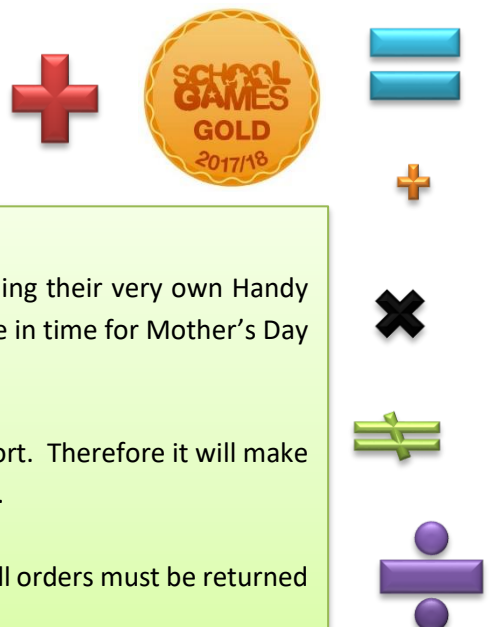 SCHOOL
GAMES
GOLD
2017/18
ing their very own Handy
e in time for Mother's Day
ort. Therefore it will make
.
ll orders must be returned